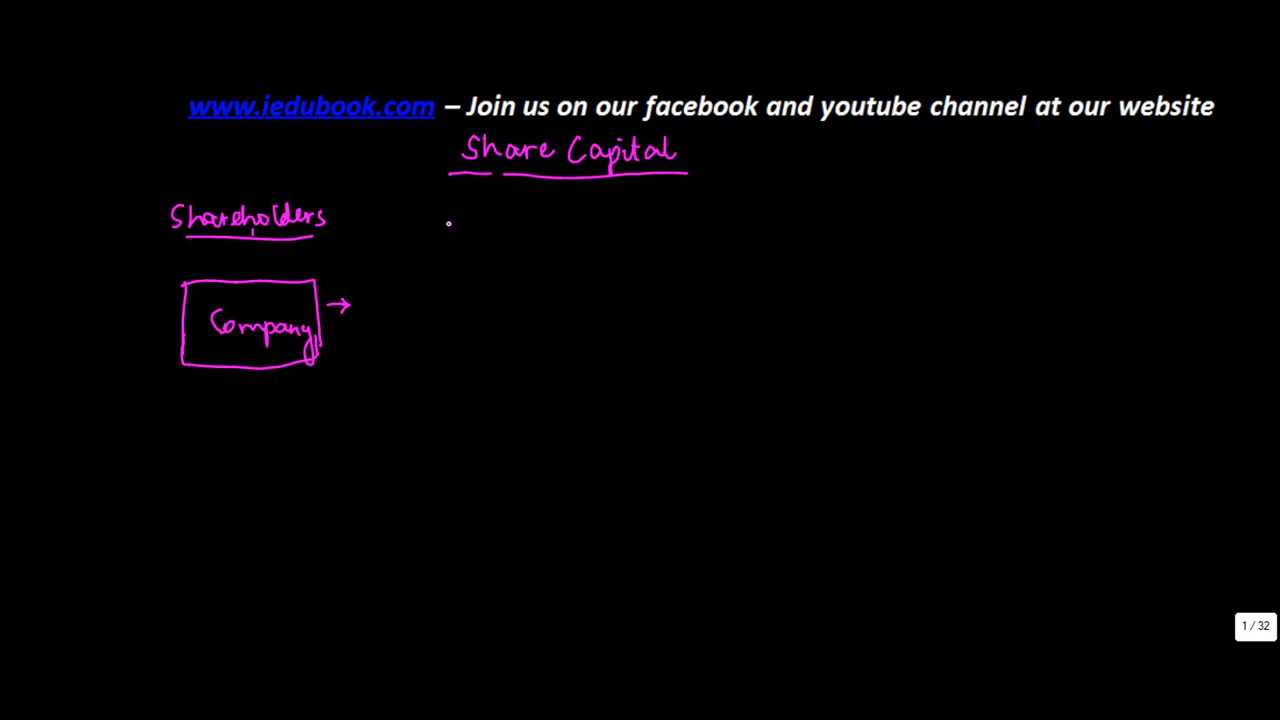 www.iedubook.com – Join us on our facebook and youtube channel at our website
Share Capital
Shareholders
Company →
1 / 32